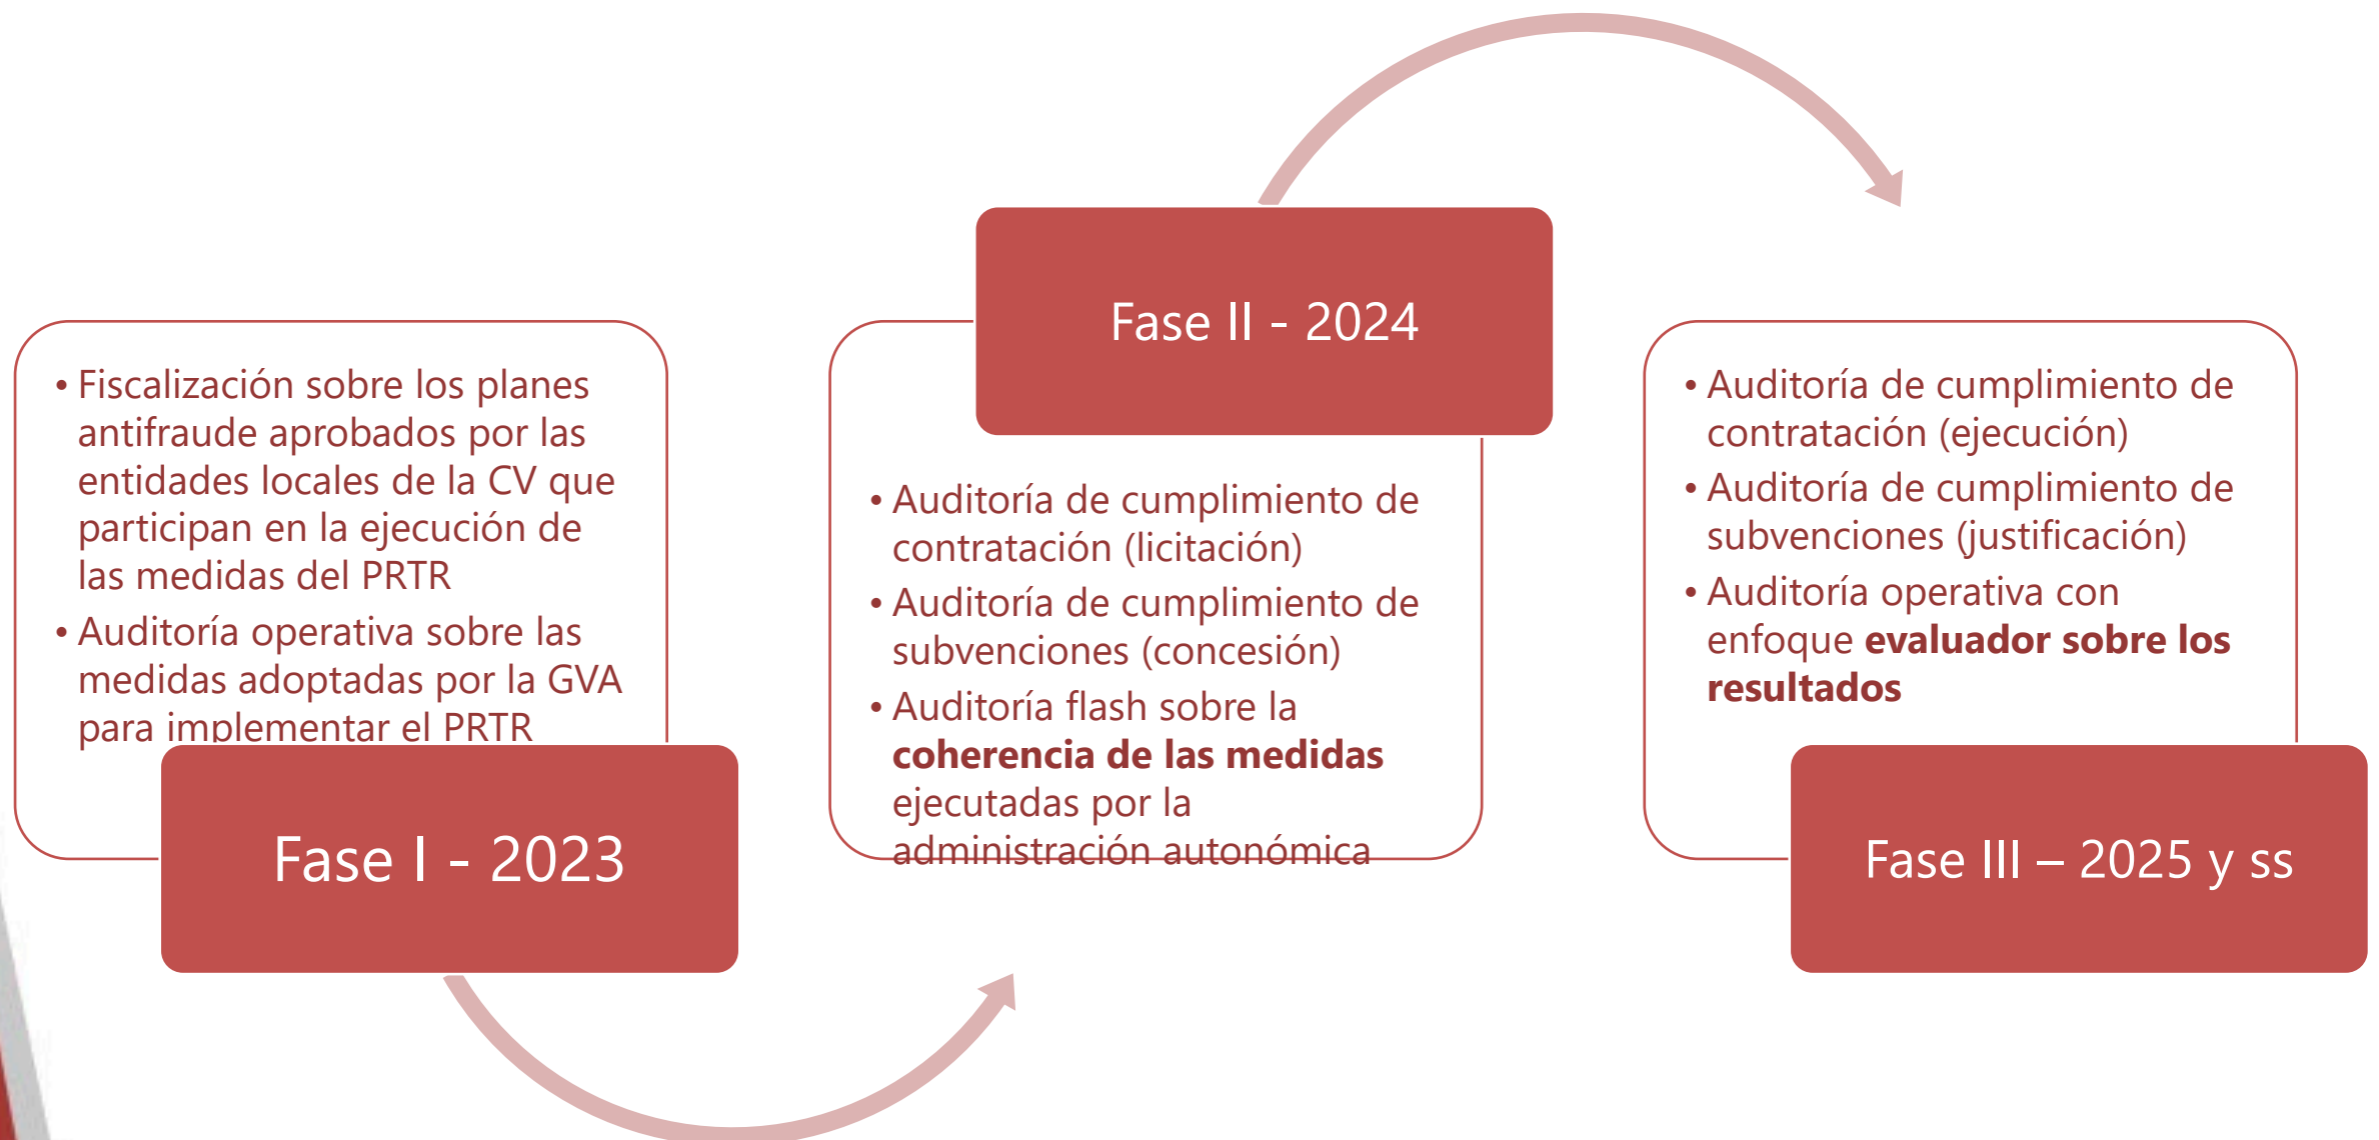 • Fiscalización sobre los planes
antifraude aprobados por las
entidades locales de la CV que
participan en la ejecución de
las medidas del PRTR
• Auditoría operativa sobre las
medidas adoptadas por la GVA
para implementar el PRTR
Fase I - 2023
Fase II - 2024
• Auditoría de cumplimiento de
contratación (licitación)
• Auditoría de cumplimiento de
subvenciones (concesión)
• Auditoría flash sobre la
coherencia de las medidas
ejecutadas por la
administración autonómica
• Auditoría de cumplimiento de
contratación (ejecución)
• Auditoría de cumplimiento de
subvenciones (justificación)
• Auditoría operativa con
enfoque evaluador sobre los
resultados
Fase III – 2025 y ss